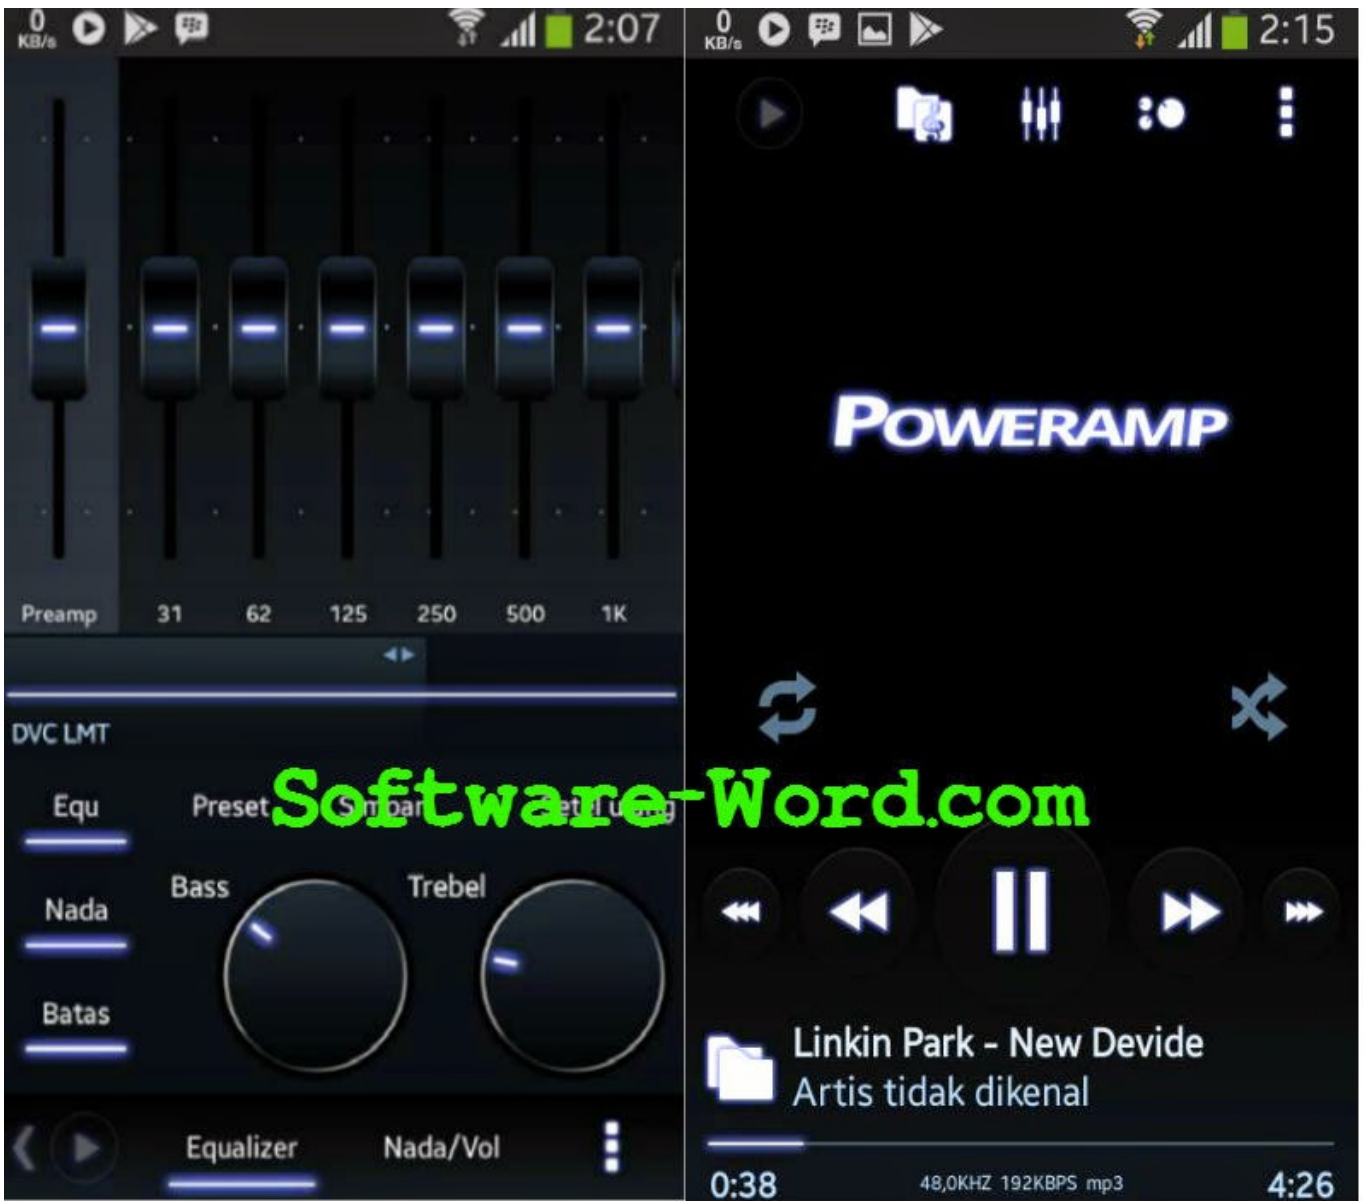 0
KB/s
2:07
Preamp 31 62 125 250 500 1K
DVC LMT
Equ Preset Simpan
Software-Word.com
Nada Bass Trebel
Batas
Equalizer Nada/Vol
0
KB/s
2:15
POWERAMP
Linkin Park - New Devide
Artis tidak dikenal
0:38 48,0KHZ 192KBPS mp3 4:26